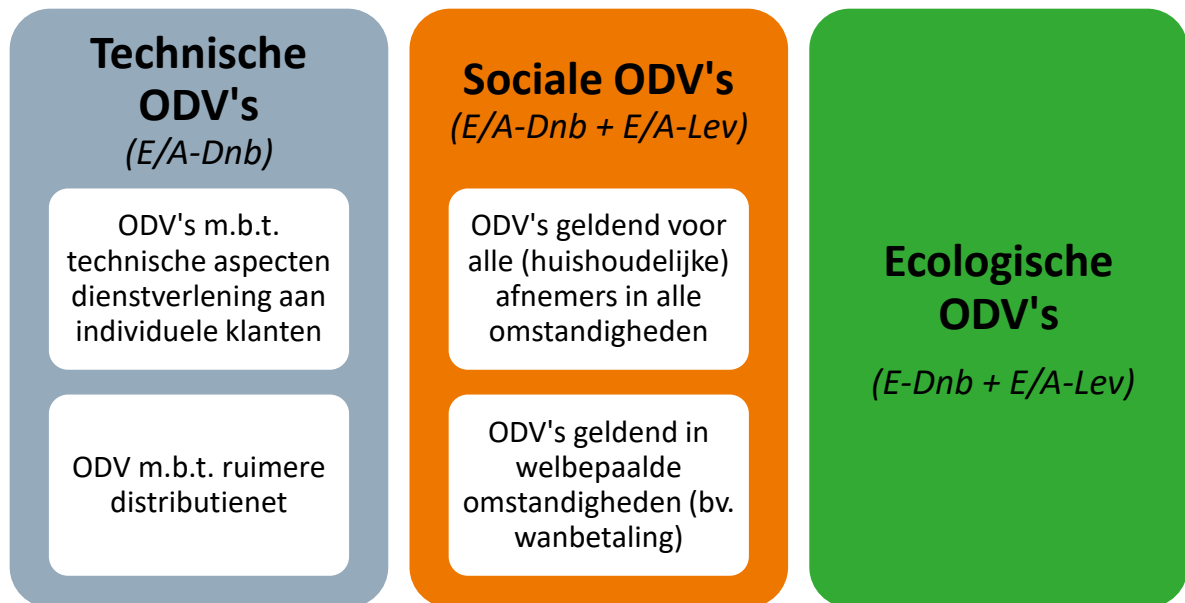 Technische
ODV's
(E/A-Dnb)
ODV's m.b.t.
technische aspecten
dienstverlening aan
individuele klanten
ODV m.b.t. ruimere
distributienet
Sociale ODV's
(E/A-Dnb + E/A-Lev)
ODV's geldend voor
alle (huishoudelijke)
afnemers in alle
omstandigheden
ODV's geldend in
welbepaalde
omstandigheden (bv.
wanbetaling)
Ecologische
ODV's
(E-Dnb + E/A-Lev)